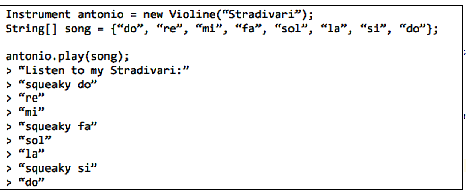 Instrument antonio = new Violine(“Stradivari”);
String[] song = {“do”, “re”, “mi”, “fa”, “sol”, “la”, “si”, “do”};
antonio.play(song);
> “Listen to my Stradivari:”
> “squeaky do”
> “re”
> “mi”
> “squeaky fa”
> “sol”
> “la”
> “squeaky si”
> “do”